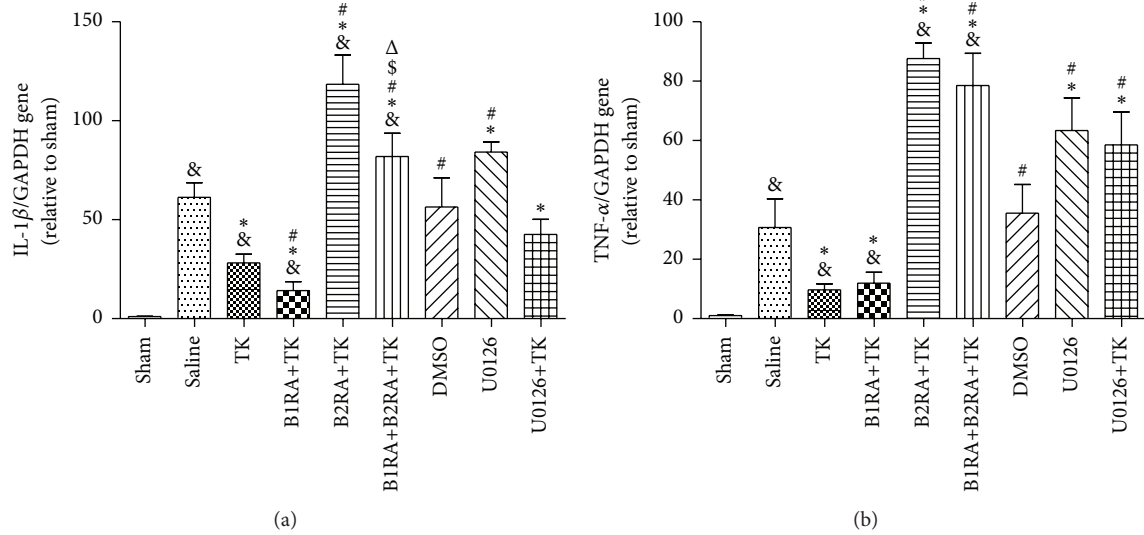 IL-1β/GAPDH gene
(relative to sham)
150
100
50
0
&
*
&
#
*
&
#
*
&
Δ
$
#
*
&
#
#
*
*
Sham
Saline
TK
B1RA+TK
B2RA+TK
B1RA+B2RA+TK
DMSO
U0126
U0126+TK
(a)
TNF-α/GAPDH gene
(relative to sham)
100
80
60
40
20
0
&
*
&
*
&
#
*
&
#
*
&
#
#
*
#
*
Sham
Saline
TK
B1RA+TK
B2RA+TK
B1RA+B2RA+TK
DMSO
U0126
U0126+TK
(b)